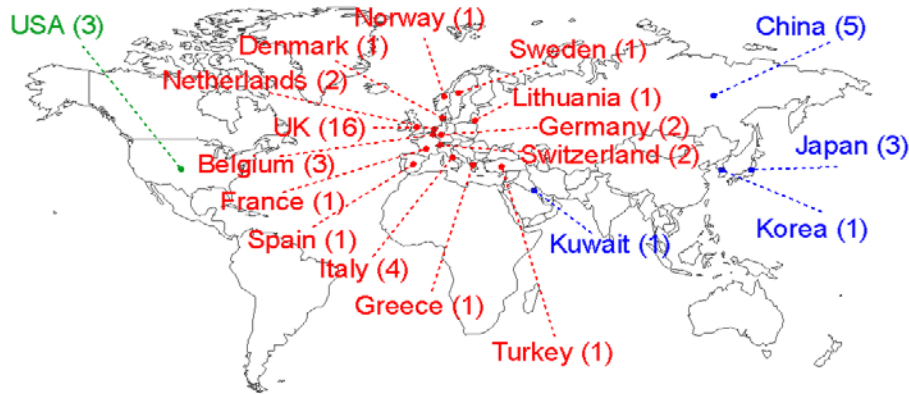 Norway (1)
USA (3)
China (5)
Denmark (1)
Sweden (1)
Netherlands (2)
Lithuania (1)
UK (16)
Germany (2)
Belgium (3)
Switzerland (2)
Japan (3)
France (1)
Spain (1)
Kuwait (1)
Korea (1)
Italy (4)
Greece (1)
Turkey (1)